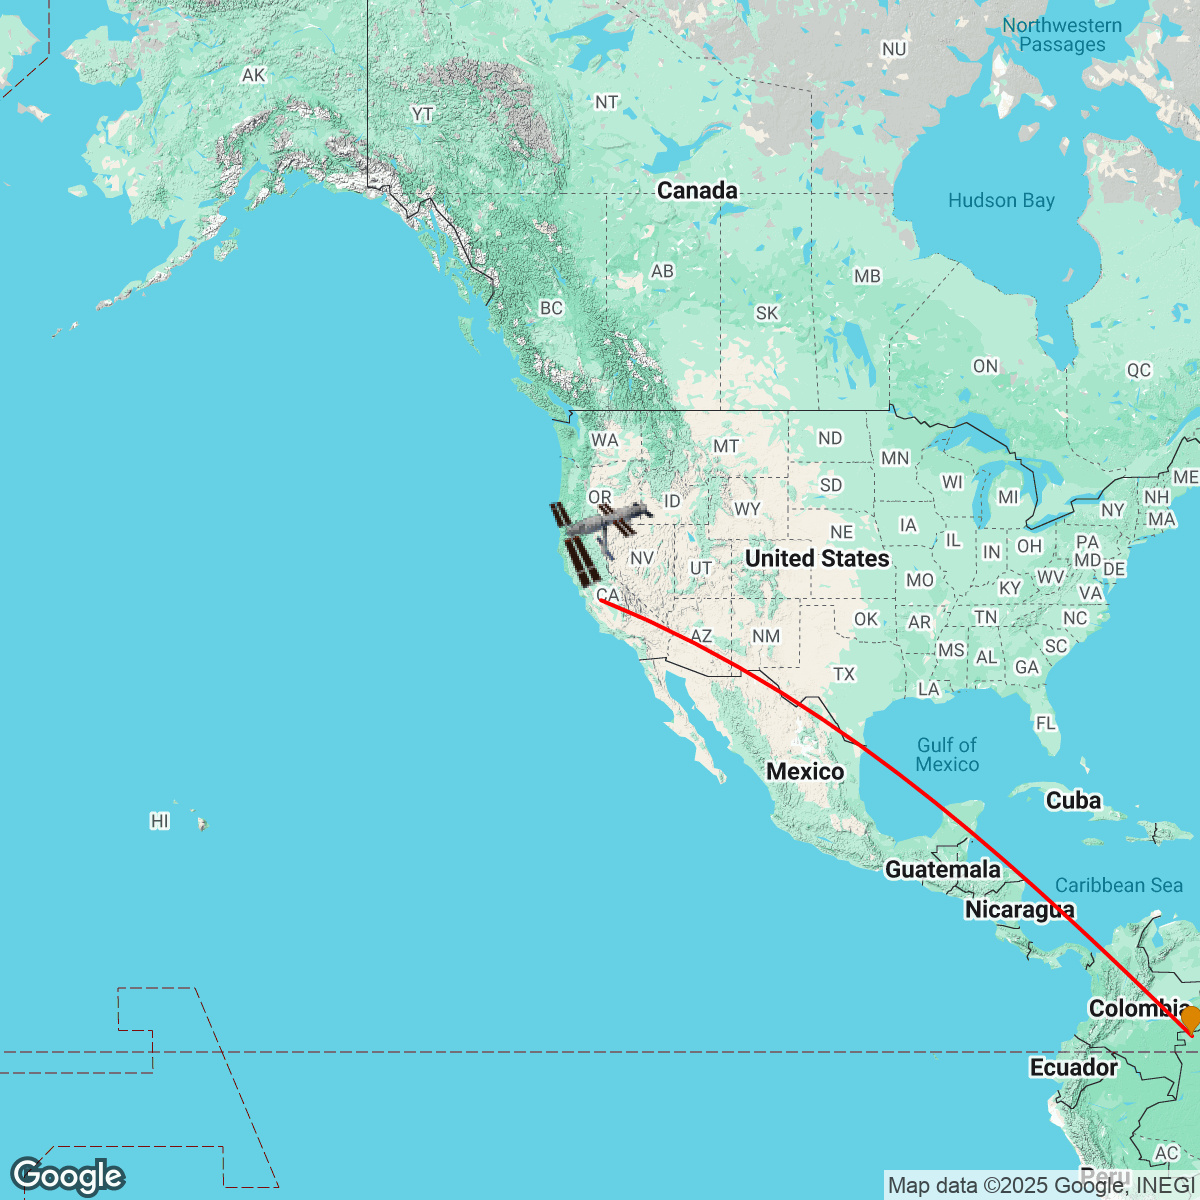 Northwestern
Passages
NU
AK
NT
YT
Canada
Hudson Bay
AB
MB
BC
SK
ON
QC
WA
MT
ND
MN
ME
OR
ID
SD
WI
MI
NH
WY
NY
MA
NE
IA
IL
IN
OH
PA
NV
UT
United States
MD
DE
MO
KY
WV
CA
VA
OK
AR
TN
NC
AZ
NM
MS
AL
SC
GA
TX
LA
FL
Gulf of
Mexico
Mexico
Cuba
HI
Guatemala
Caribbean Sea
Nicaragua
Colombia
Ecuador
AC
Peru
Google
Map data ©2025 Google, INEGI